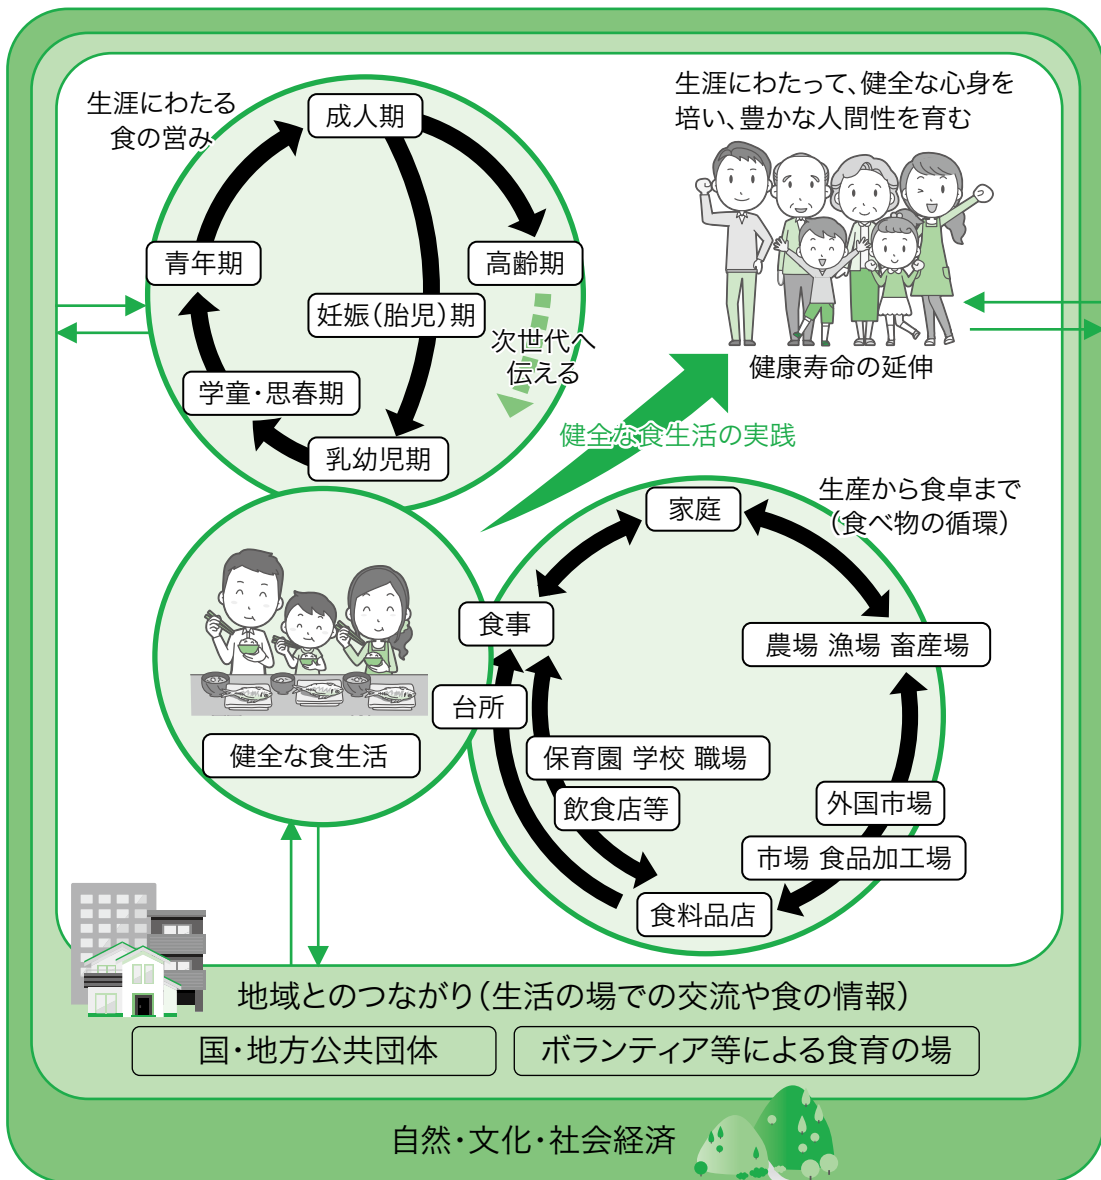 生涯にわたる
食の営み
成人期
青年期
高齢期
妊娠(胎児)期
次世代へ
伝える
学童・思春期
乳幼児期
生涯にわたって、健全な心身を
培い、豊かな人間性を育む
健康寿命の延伸
健全な食生活の実践
生産から食卓まで
(食べ物の循環)
家庭
食事
農場 漁場 畜産場
台所
保育園 学校 職場
飲食店等
外国市場
市場 食品加工場
食料品店
健全な食生活
地域とのつながり(生活の場での交流や食の情報)
国・地方公共団体
ボランティア等による食育の場
自然・文化・社会経済